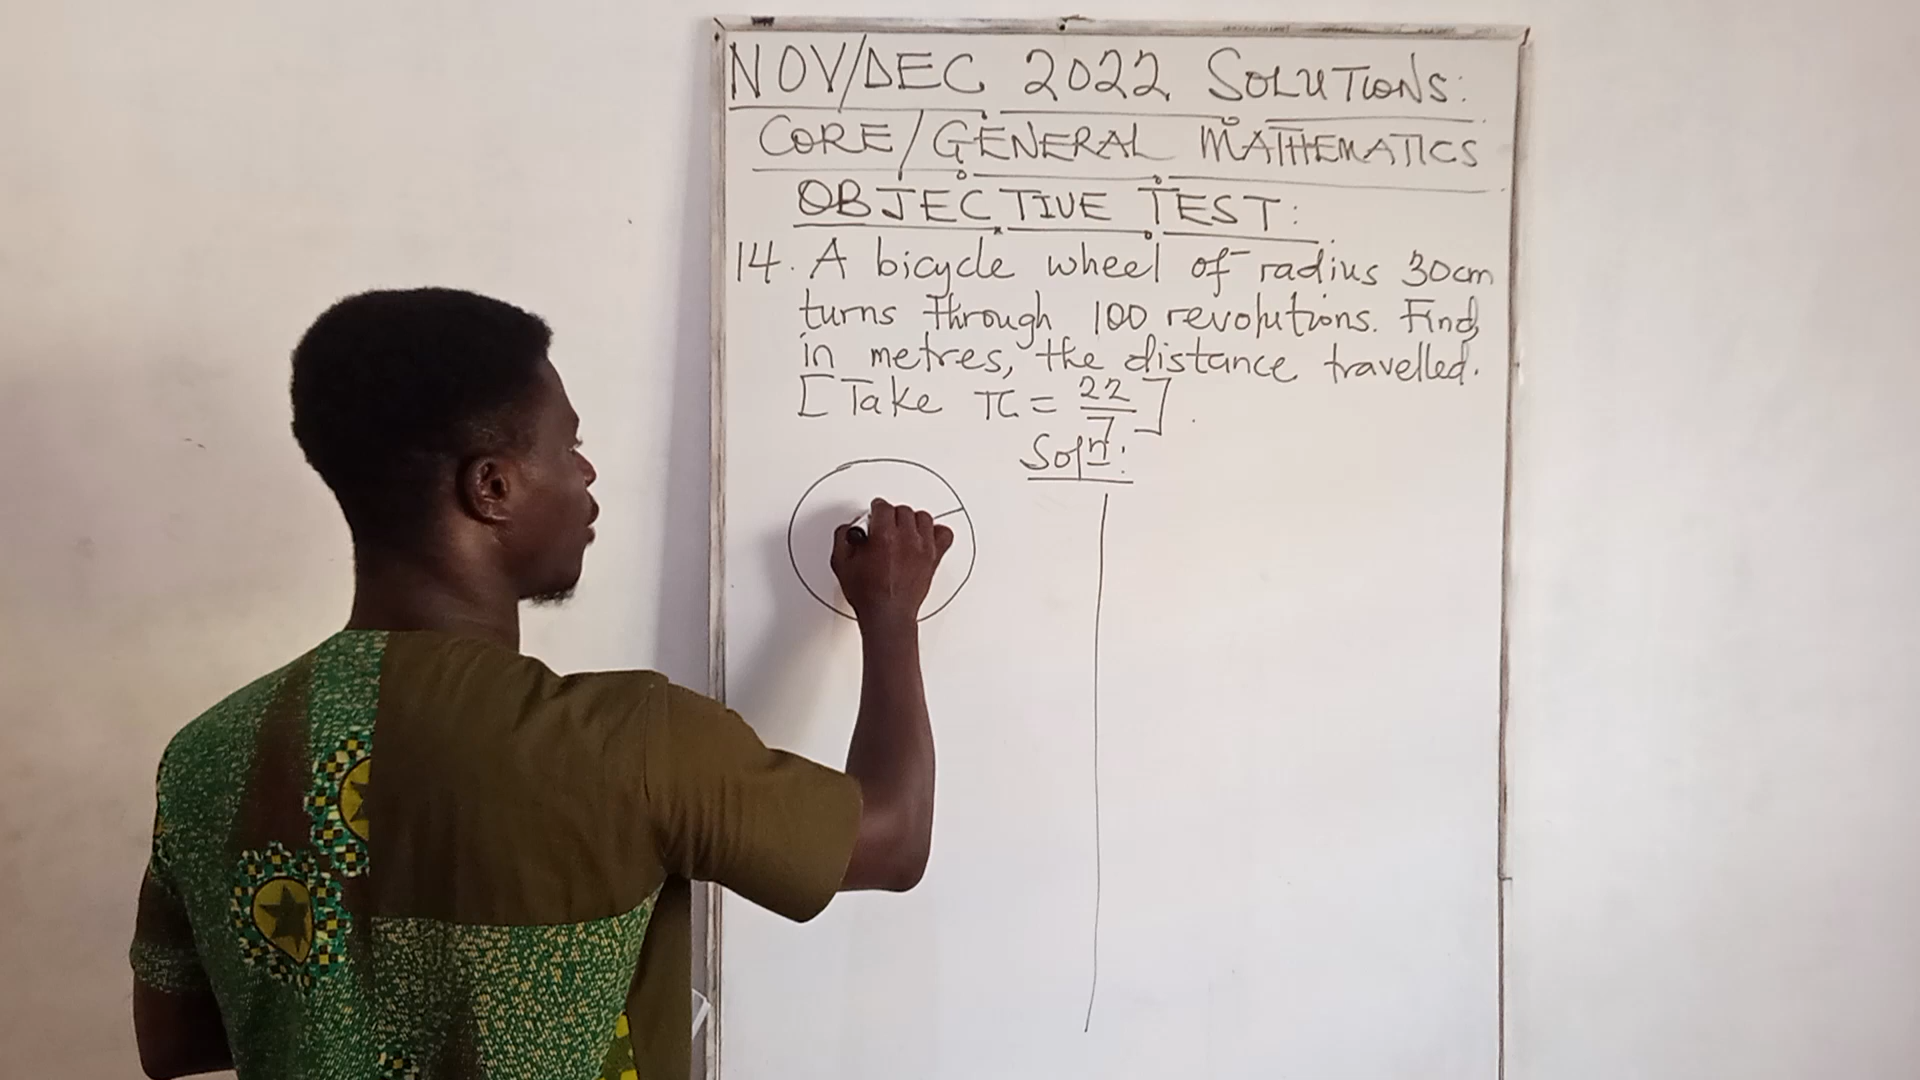 NOV/DEC 2022 SOLUTIONS:
CORE/GENERAL MATHEMATICS
OBJECTIVE TEST:
14. A bicycle wheel of radius 30cm
turns through 100 revolutions. Find,
in metres, the distance travelled.
[Take π = 22/7].
Solⁿ: